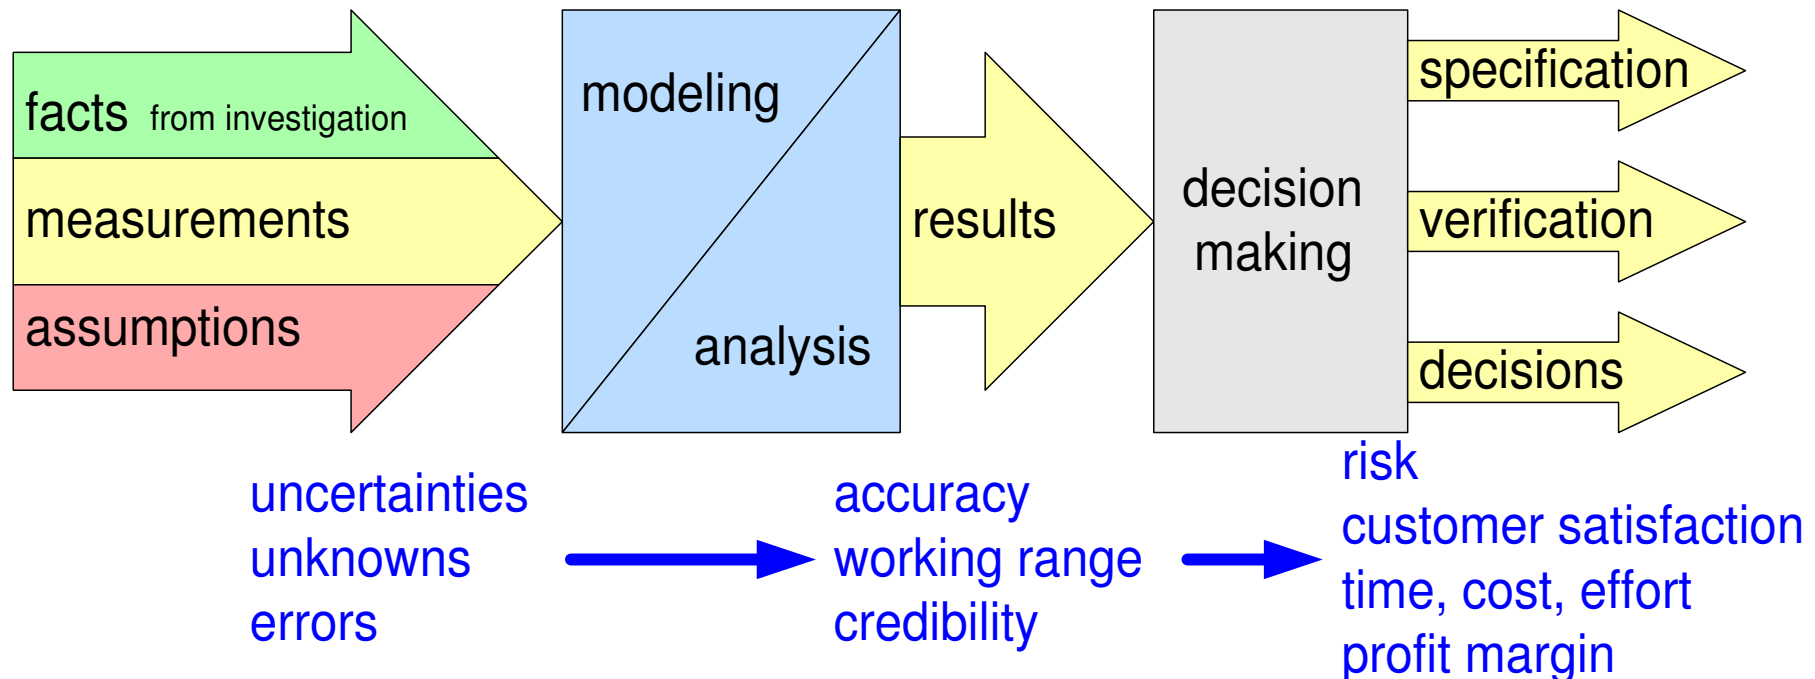 facts from investigation
measurements
assumptions
modeling
analysis
results
decision
making
specification
verification
decisions
uncertainties
unknowns
errors
accuracy
working range
credibility
risk
customer satisfaction
time, cost, effort
profit margin